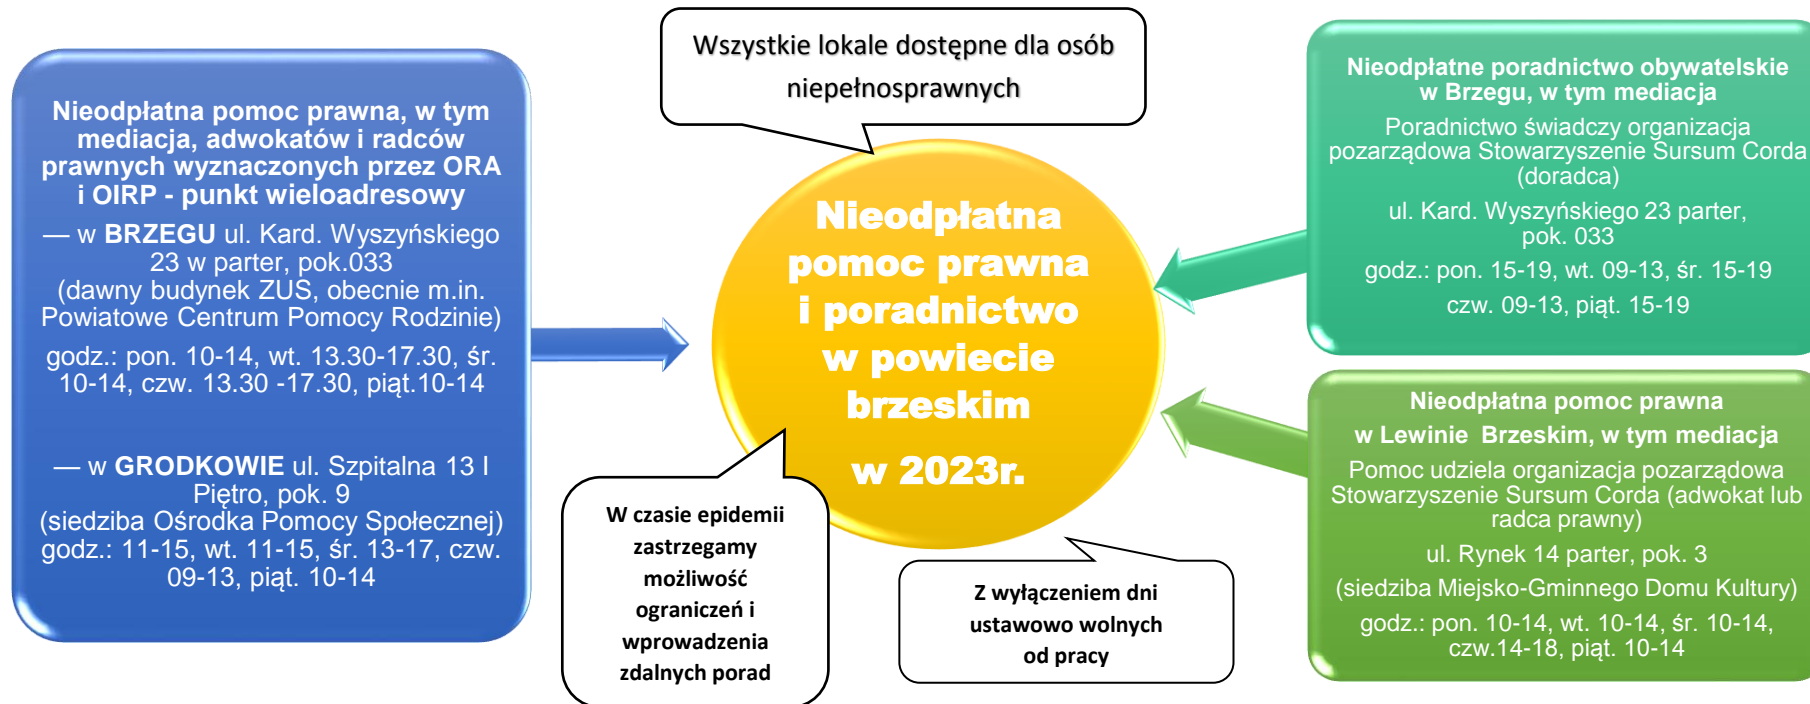 Wszystkie lokale dostępne dla osób
niepełnosprawnych
Nieodpłatna pomoc prawna, w tym
mediacja, adwokatów i radców
prawnych wyznaczonych przez ORA
i OIRP - punkt wieloadresowy
— w BRZEGU ul. Kard. Wyszyńskiego
23 w parter, pok.033
(dawny budynek ZUS, obecnie m.in.
Powiatowe Centrum Pomocy Rodzinie)
godz.: pon. 10-14, wt. 13.30-17.30, śr.
10-14, czw. 13.30 -17.30, piąt.10-14
— w GRODKOWIE ul. Szpitalna 13 I
Piętro, pok. 9
(siedziba Ośrodka Pomocy Społecznej)
godz.: 11-15, wt. 11-15, śr. 13-17, czw.
09-13, piąt. 10-14
Nieodpłatna
pomoc prawna
i poradnictwo
w powiecie
brzeskim
w 2023r.
W czasie epidemii
zastrzegamy
możliwość
ograniczeń i
wprowadzenia
zdalnych porad
Z wyłączeniem dni
ustawowo wolnych
od pracy
Nieodpłatne poradnictwo obywatelskie
w Brzegu, w tym mediacja
Poradnictwo świadczy organizacja
pozarządowa Stowarzyszenie Sursum Corda
(doradca)
ul. Kard. Wyszyńskiego 23 parter,
pok. 033
godz.: pon. 15-19, wt. 09-13, śr. 15-19
czw. 09-13, piąt. 15-19
Nieodpłatna pomoc prawna
w Lewinie  Brzeskim, w tym mediacja
Pomoc udziela organizacja pozarządowa
Stowarzyszenie Sursum Corda (adwokat lub
radca prawny)
ul. Rynek 14 parter, pok. 3
(siedziba Miejsko-Gminnego Domu Kultury)
godz.: pon. 10-14, wt. 10-14, śr. 10-14,
czw.14-18, piąt. 10-14